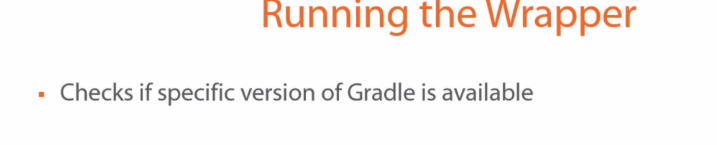 Running the Wrapper
▪ Checks if specific version of Gradle is available